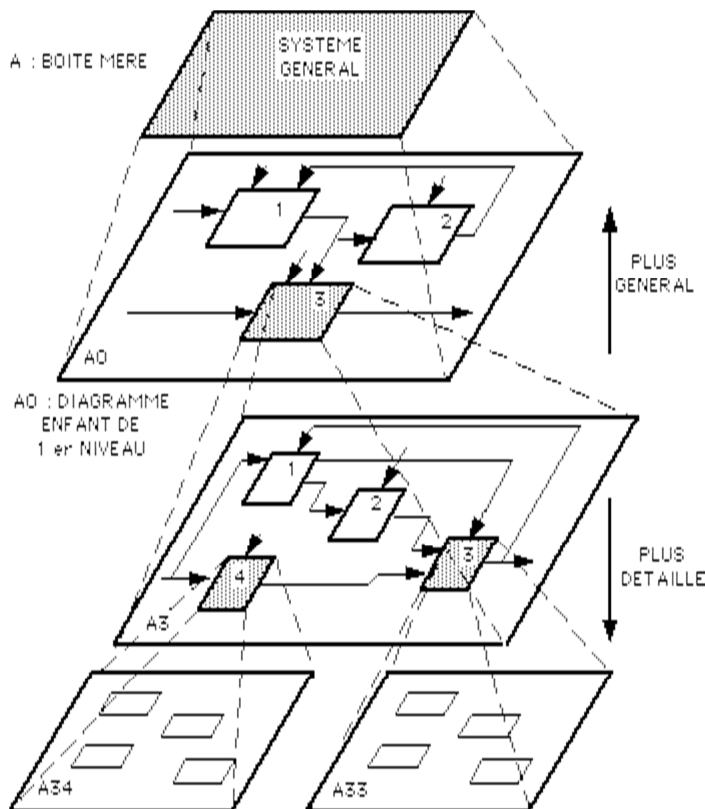 SYSTEME
GENERAL
A : BOITE MERE
1
2
3
PLUS
GENERAL
A0
A0 : DIAGRAMME
ENFANT DE
1 er NIVEAU
1
2
3
4
PLUS
DETAILLE
A3
A34
A33